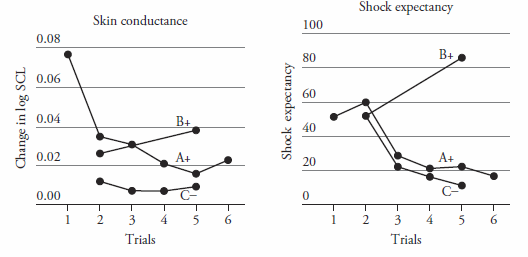 Skin conductance
Change in log SCL
0.08
0.06
0.04
0.02
0.00
B+
A+
C–
1 2 3 4 5 6
Trials
Shock expectancy
Shock expectancy
100
80
60
40
20
0
B+
A+
C–
1 2 3 4 5 6
Trials